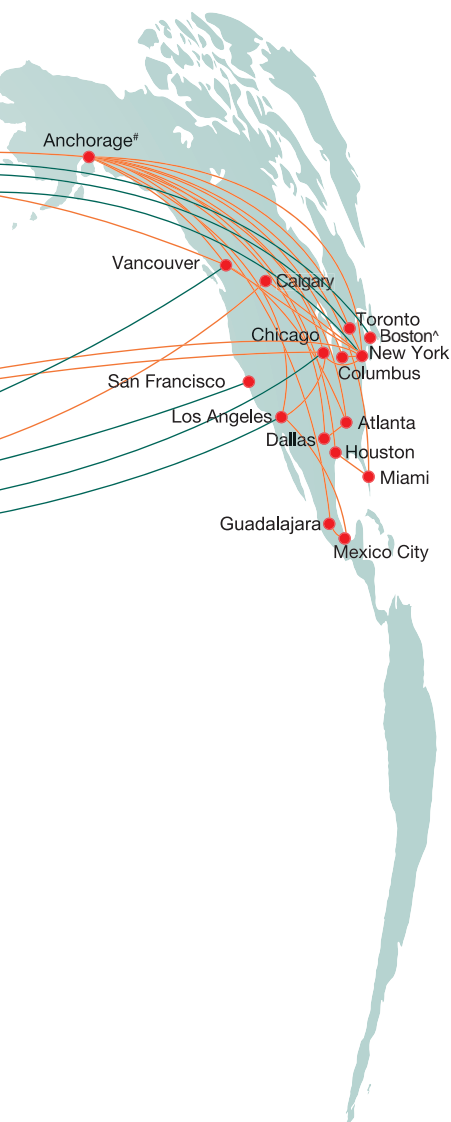 Anchorage#
Vancouver
Calgary
Toronto
Boston^
Chicago
New York
Columbus
San Francisco
Los Angeles
Atlanta
Dallas
Houston
Miami
Guadalajara
Mexico City